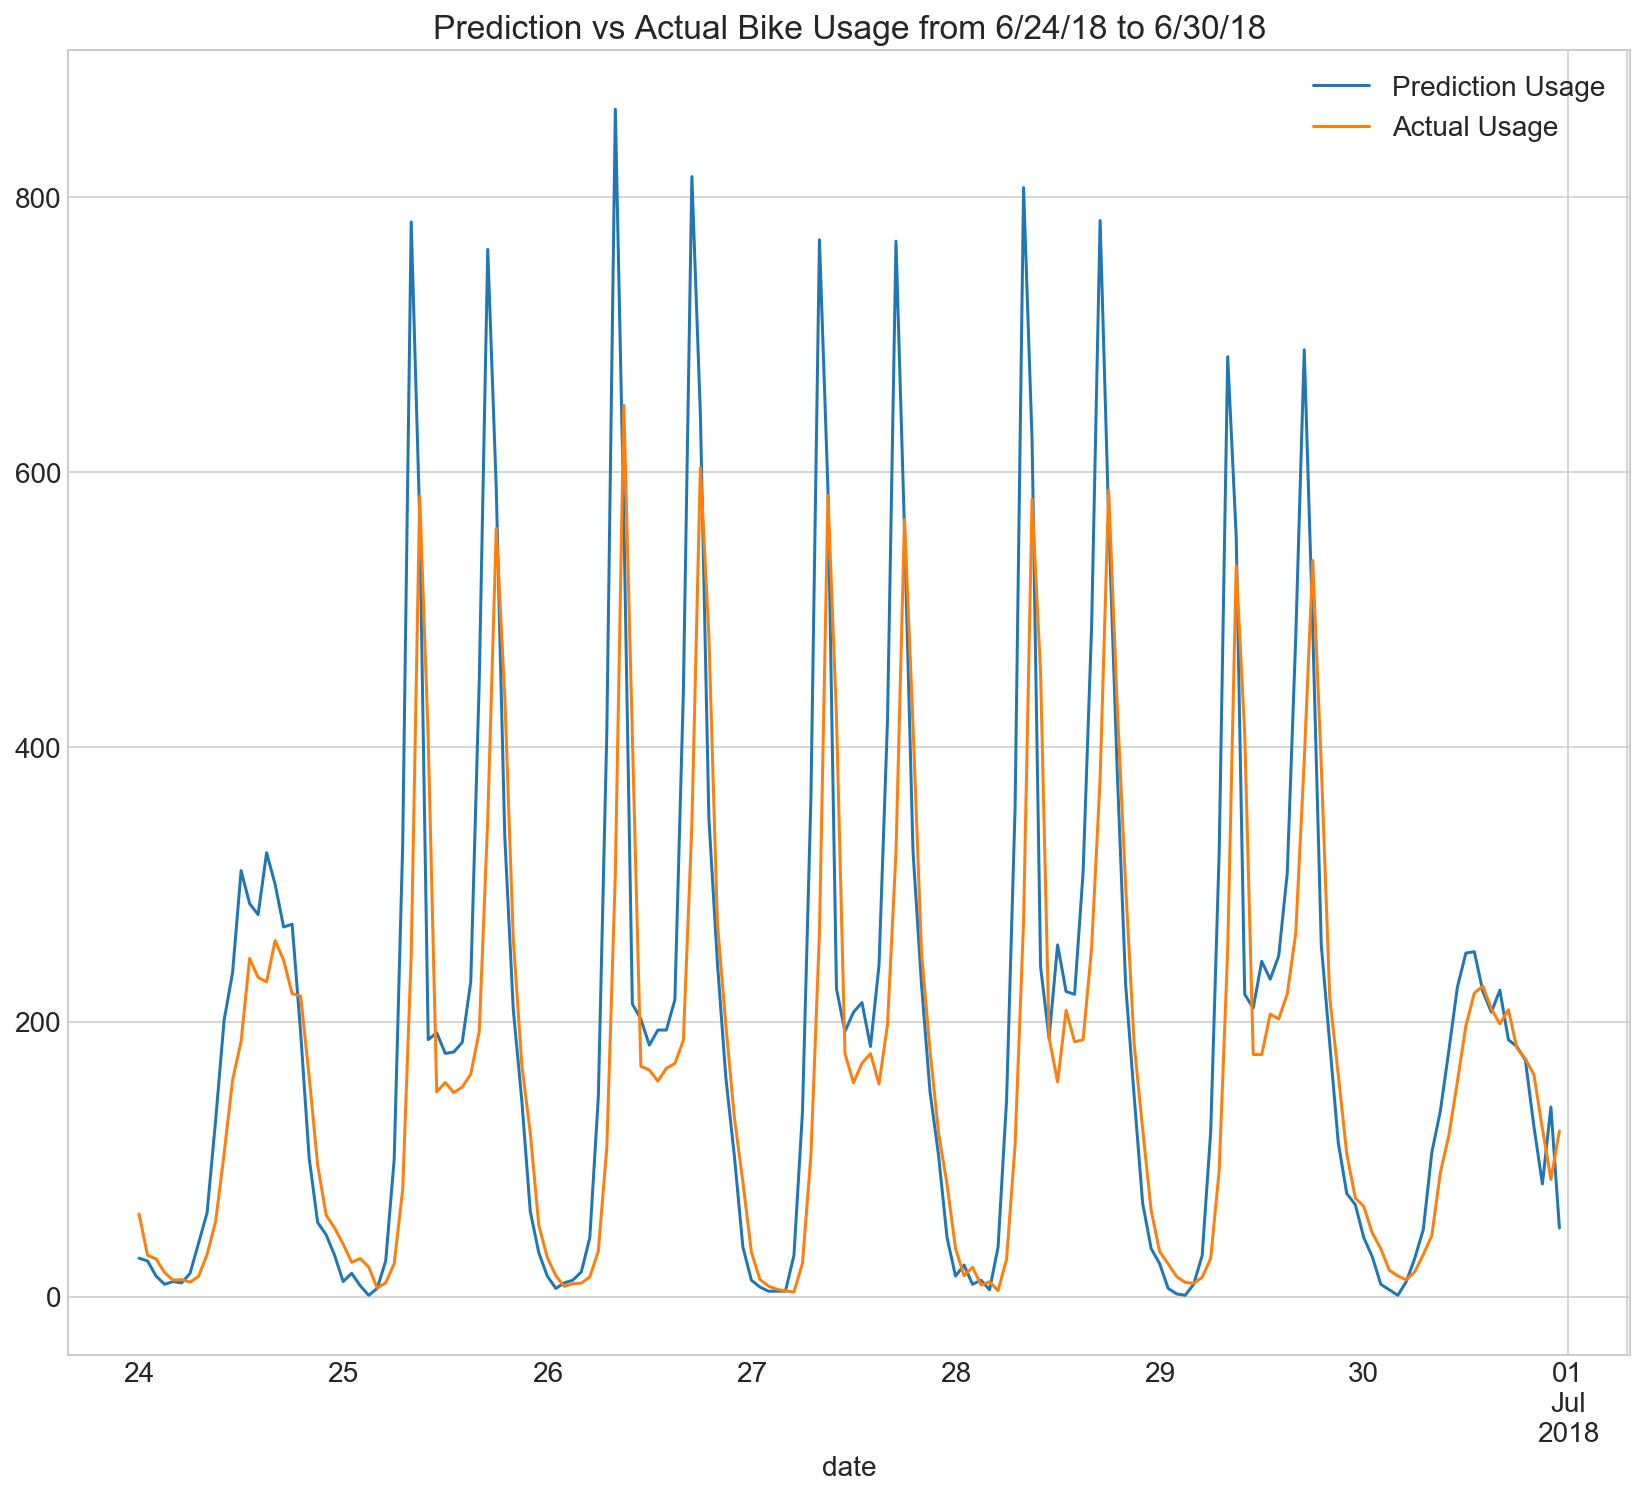 Prediction vs Actual Bike Usage from 6/24/18 to 6/30/18
Prediction Usage
Actual Usage
800
600
400
200
0
24 25 26 27 28 29 30 01
Jul
2018
date